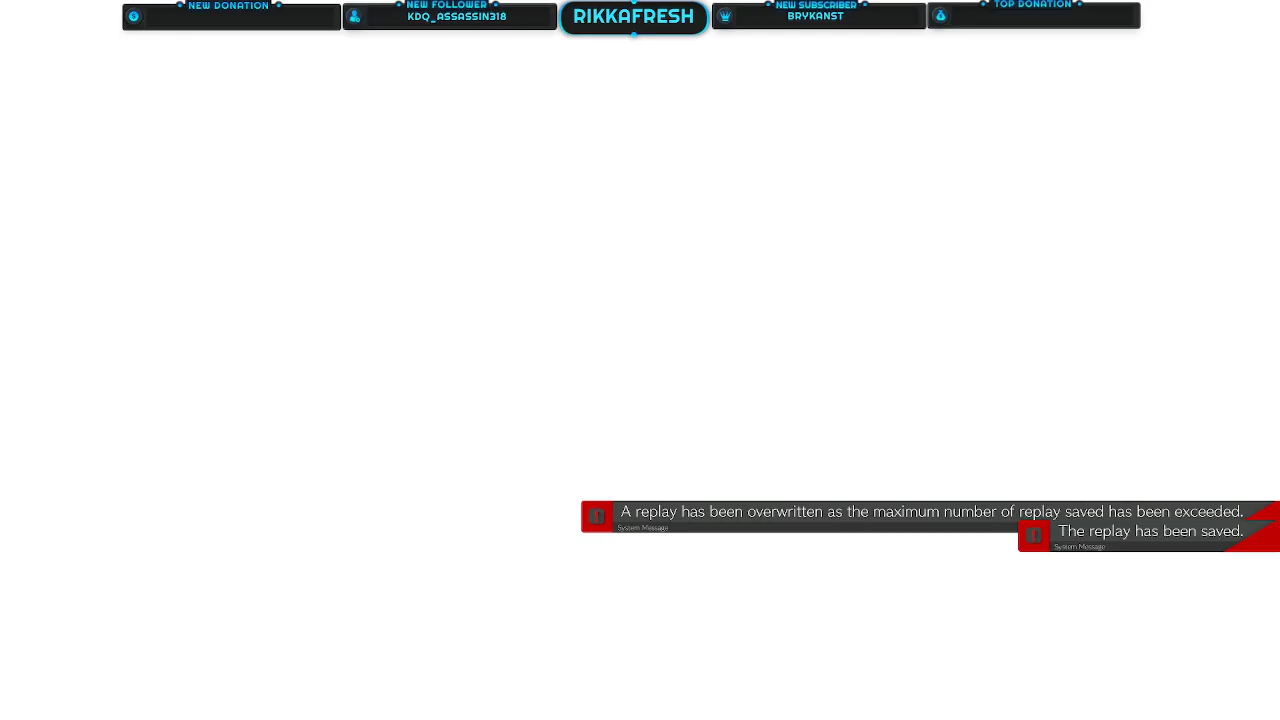 NEW DONATION
NEW FOLLOWER
KDQ_ASSASSIN318
RIKKAFRESH
NEW SUBSCRIBER
BRYKANST
TOP DONATION
A replay has been overwritten as the maximum number of replay saved has been exceeded.
System Message
The replay has been saved.
System Message